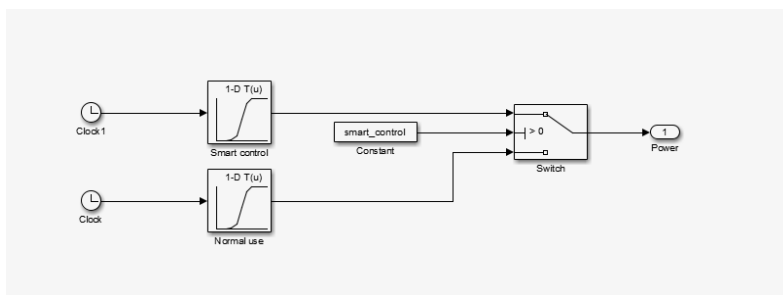 1-D T(u)
Clock1
Smart control
smart_control
Constant
> 0
Switch
1
Power
1-D T(u)
Clock
Normal use